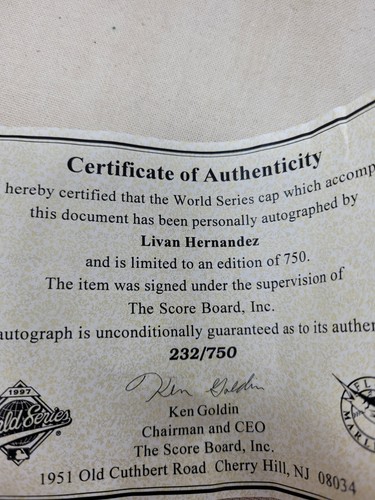 Certificate of Authenticity
hereby certified that the World Series cap which accomp
this document has been personally autographed by
Livan Hernandez
and is limited to an edition of 750.
The item was signed under the supervision of
The Score Board, Inc.
autograph is unconditionally guaranteed as to its authen
232/750
Ken Goldin
1997
ld Series
Ken Goldin
Chairman and CEO
The Score Board, Inc.
1951 Old Cuthbert Road Cherry Hill, NJ 08034
FL
MARLI